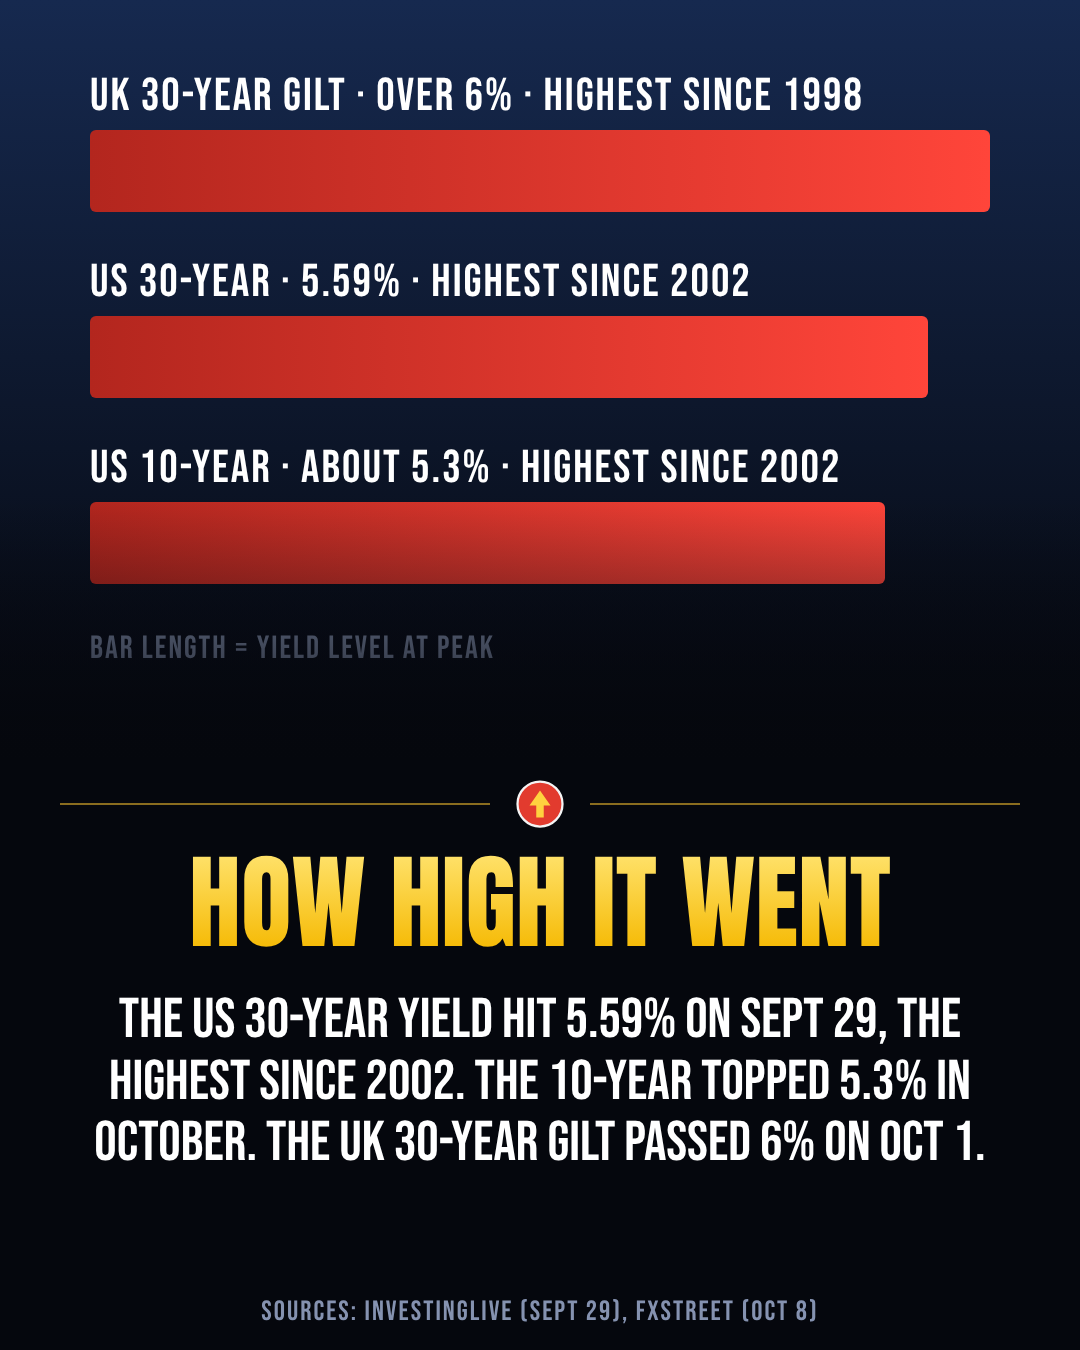 UK 30-YEAR GILT · OVER 6% · HIGHEST SINCE 1998
US 30-YEAR · 5.59% · HIGHEST SINCE 2002
US 10-YEAR · ABOUT 5.3% · HIGHEST SINCE 2002
BAR LENGTH = YIELD LEVEL AT PEAK
HOW HIGH IT WENT
THE US 30-YEAR YIELD HIT 5.59% ON SEPT 29, THE
HIGHEST SINCE 2002. THE 10-YEAR TOPPED 5.3% IN
OCTOBER. THE UK 30-YEAR GILT PASSED 6% ON OCT 1.
SOURCES: INVESTINGLIVE (SEPT 29), FXSTREET (OCT 8)